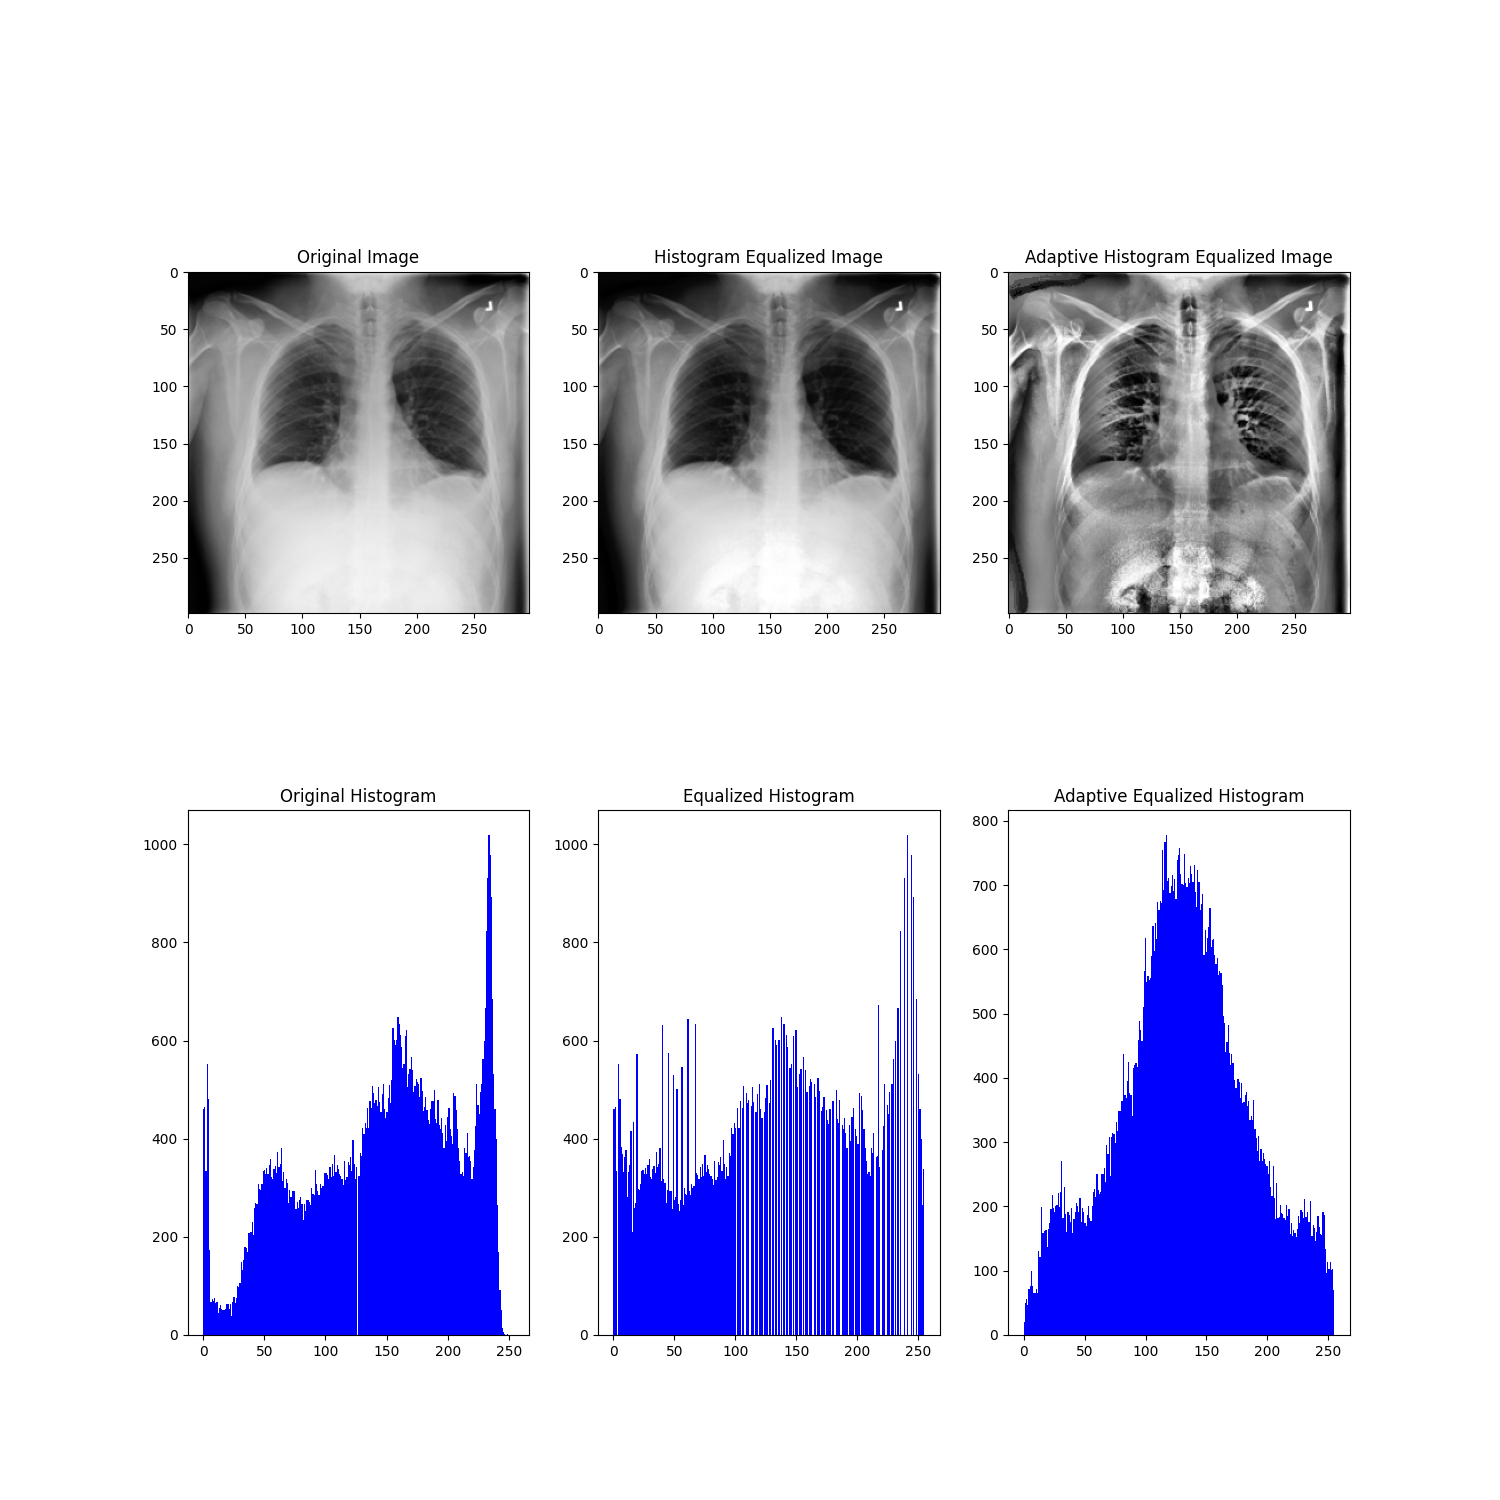 Original Image
Histogram Equalized Image
Adaptive Histogram Equalized Image
0
50
100
150
200
250
0 50 100 150 200 250
0
50
100
150
200
250
0 50 100 150 200 250
0
50
100
150
200
250
0 50 100 150 200 250
L
L
L
Original Histogram
Equalized Histogram
Adaptive Equalized Histogram
1000
800
600
400
200
0
0 50 100 150 200 250
1000
800
600
400
200
0
0 50 100 150 200 250
800
700
600
500
400
300
200
100
0
0 50 100 150 200 250